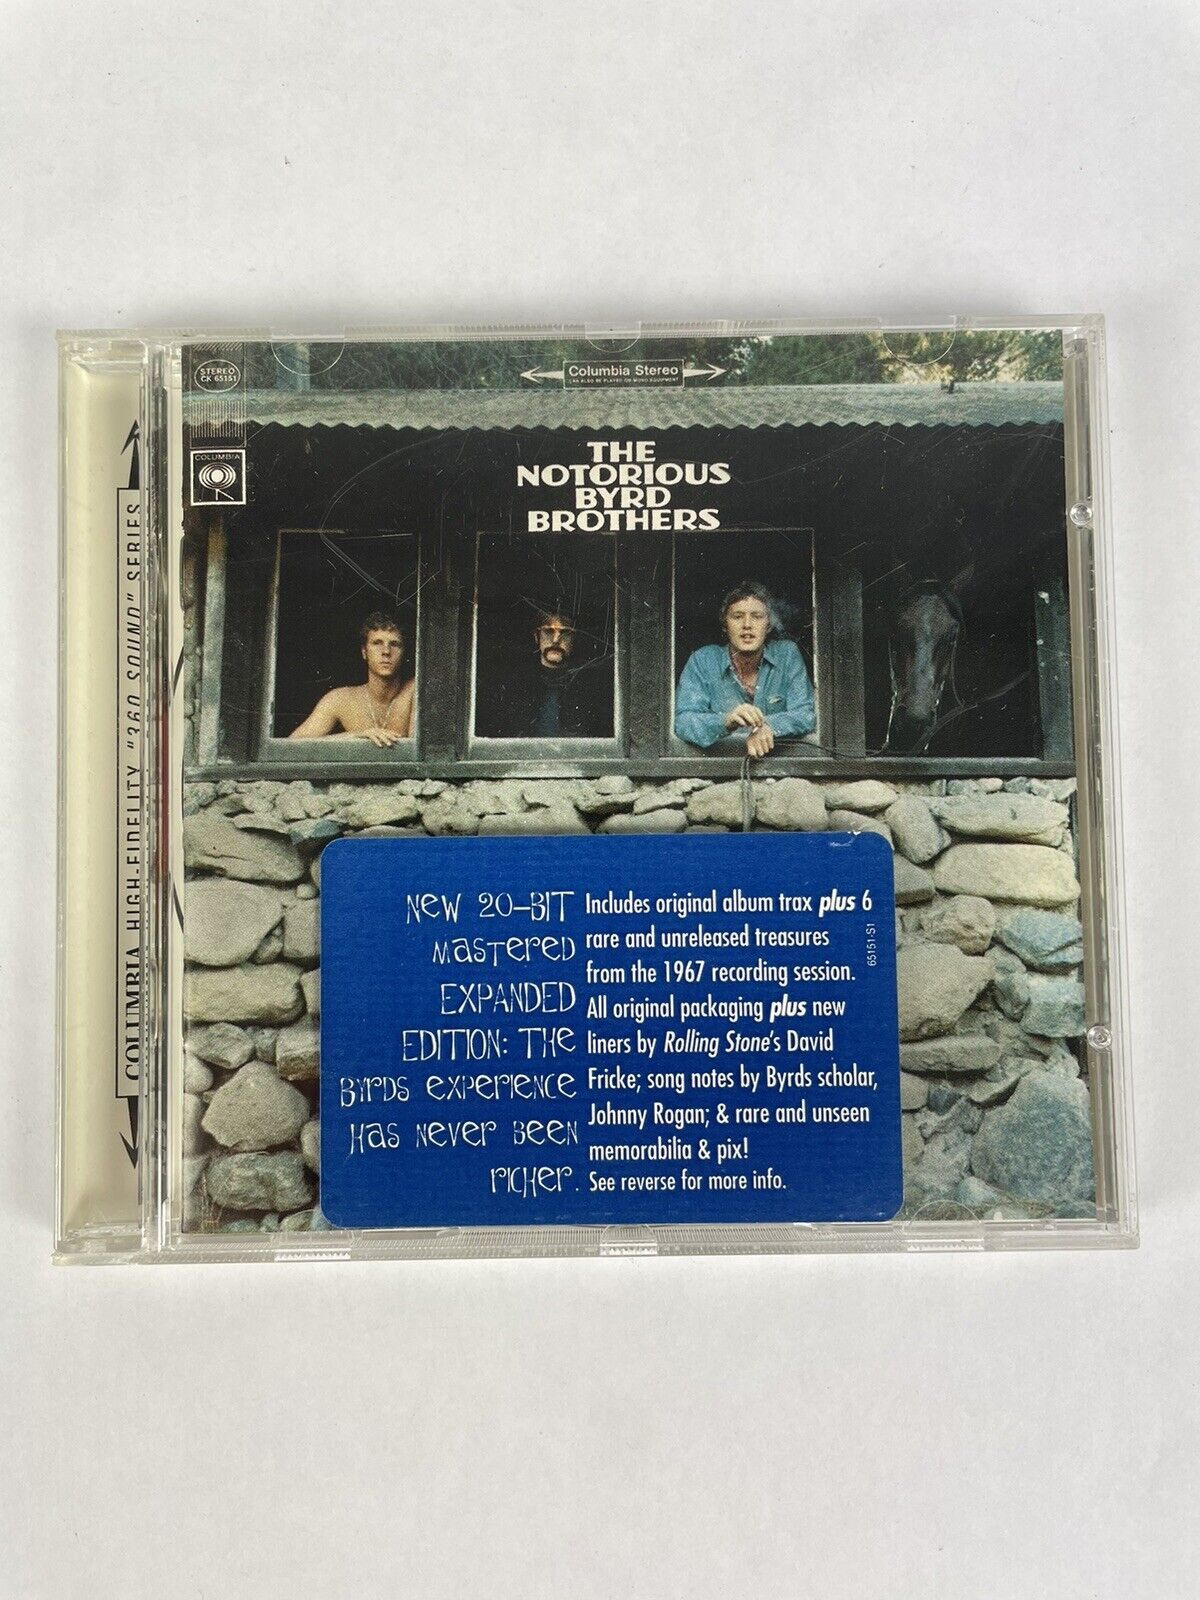 Columbia Stereo
CAN ALSO BE PLAYED ON MONO EQUIPMENT
STEREO
CK 65151
COLUMBIA
THE
NOTORIOUS
BYRD
BROTHERS
COLUMBIA HIGH-FIDELITY "360 SOUND" SERIES
NEW 20-BIT
MASTERED
EXPANDED
EDITION: THE
BYRDS EXPERIENCE
HAS NEVER BEEN
RICHER.
Includes original album trax plus 6
rare and unreleased treasures
from the 1967 recording session.
All original packaging plus new
liners by Rolling Stone's David
Fricke; song notes by Byrds scholar,
Johnny Rogan; & rare and unseen
memorabilia & pix!
See reverse for more info.
65151-S1